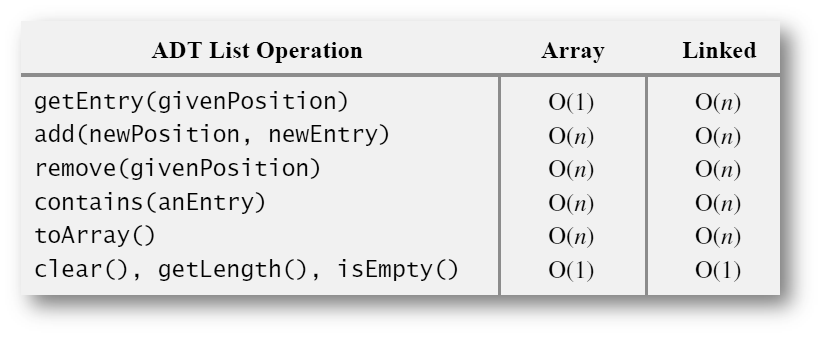 ADT List Operation Array Linked
getEntry(givenPosition) O(1) O(n)
add(newPosition, newEntry) O(n) O(n)
remove(givenPosition) O(n) O(n)
contains(anEntry) O(n) O(n)
toArray() O(n) O(n)
clear(), getLength(), isEmpty() O(1) O(1)